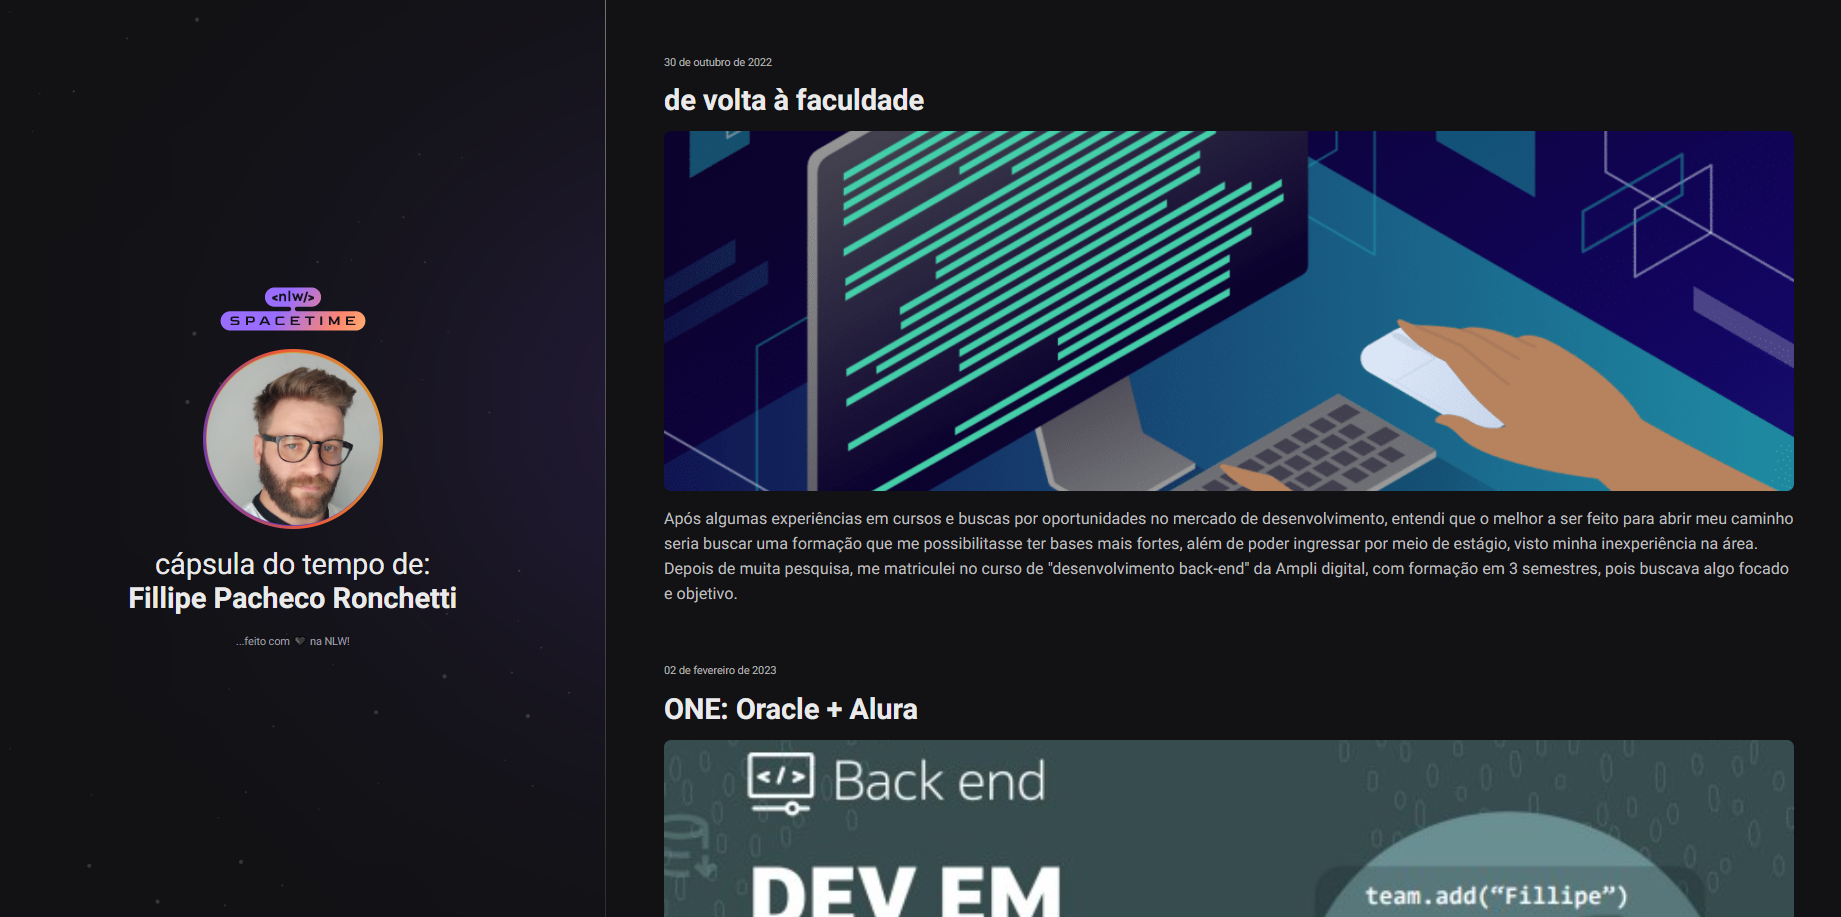 <nlw/>
SPACETIME
cápsula do tempo de:
Fillipe Pacheco Ronchetti
...feito com 🖤 na NLW!
30 de outubro de 2022
de volta à faculdade
Após algumas experiências em cursos e buscas por oportunidades no mercado de desenvolvimento, entendi que o melhor a ser feito para abrir meu caminho
seria buscar uma formação que me possibilitasse ter bases mais fortes, além de poder ingressar por meio de estágio, visto minha inexperiência na área.
Depois de muita pesquisa, me matriculei no curso de "desenvolvimento back-end" da Ampli digital, com formação em 3 semestres, pois buscava algo focado
e objetivo.
02 de fevereiro de 2023
ONE: Oracle + Alura
</> Back end
DEV EM
team.add(“Fillipe”)